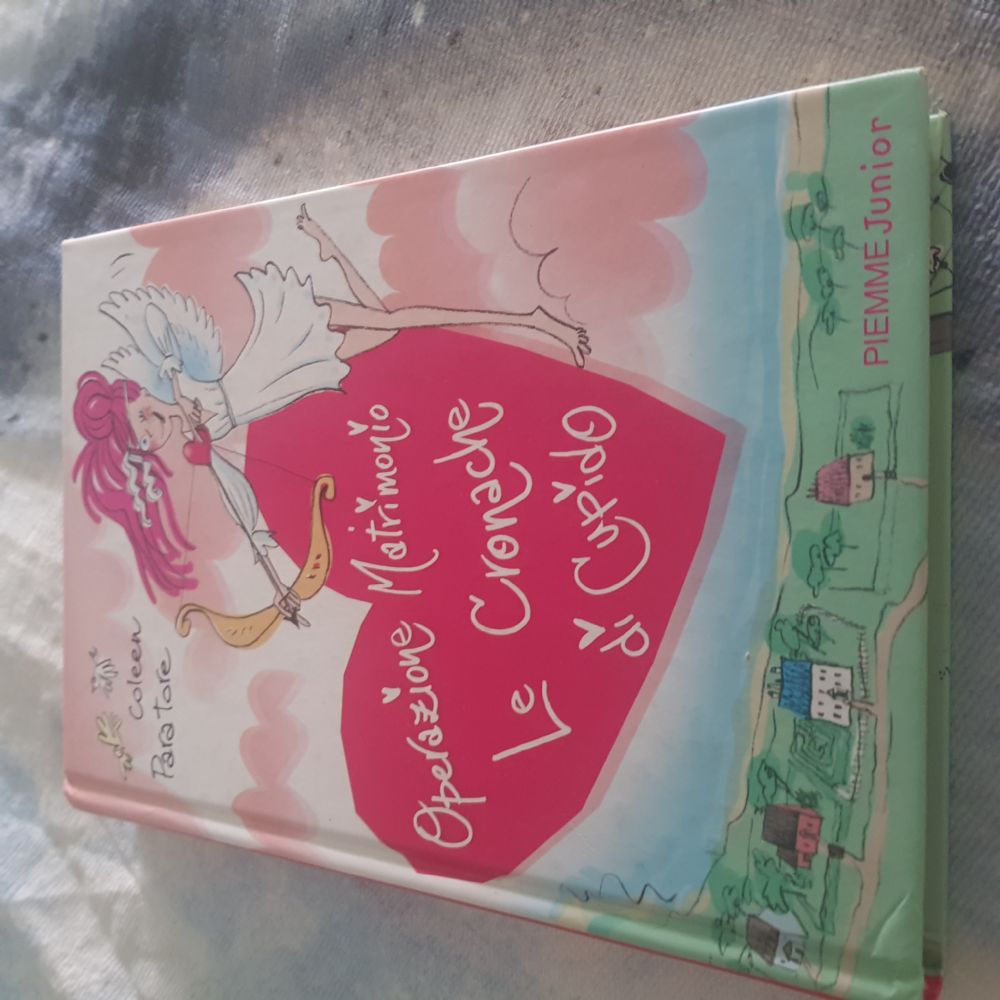 Coleen
Paratore
Operazione Matrimonio
Le Cronache
di Cupido
PIEMME Junior